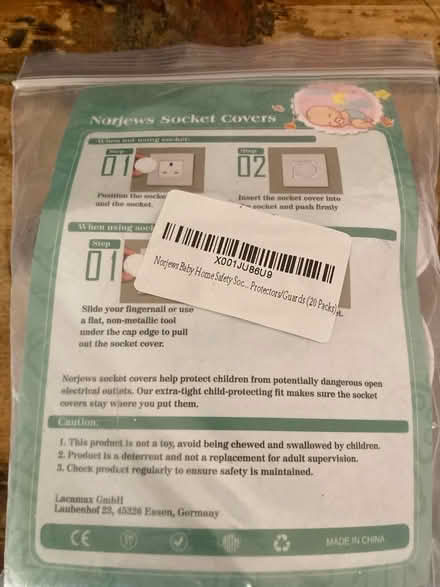 Norjews Socket Covers
When not using socket:
Step
01
Step
02
Position the socket
and the socket.
Insert the socket cover into
socket and push firmly
When using sock
Step
01
X001JU86U9
Norjews Baby Home Safety Soc... Protectors/Guards (20 Packs)
Slide your fingernail or use
a flat, non-metallic tool
under the cap edge to pull
out the socket cover.
Norjews socket covers help protect children from potentially dangerous open
electrical outlets. Our extra-tight child-protecting fit makes sure the socket
covers stay where you put them.
Caution:
1. This product is not a toy, avoid being chewed and swallowed by children.
2. Product is a deterrent and not a replacement for adult supervision.
3. Check product regularly to ensure safety is maintained.
Lacamax GmbH
Laubenhof 23, 45326 Essen, Germany
CE
MADE IN CHINA